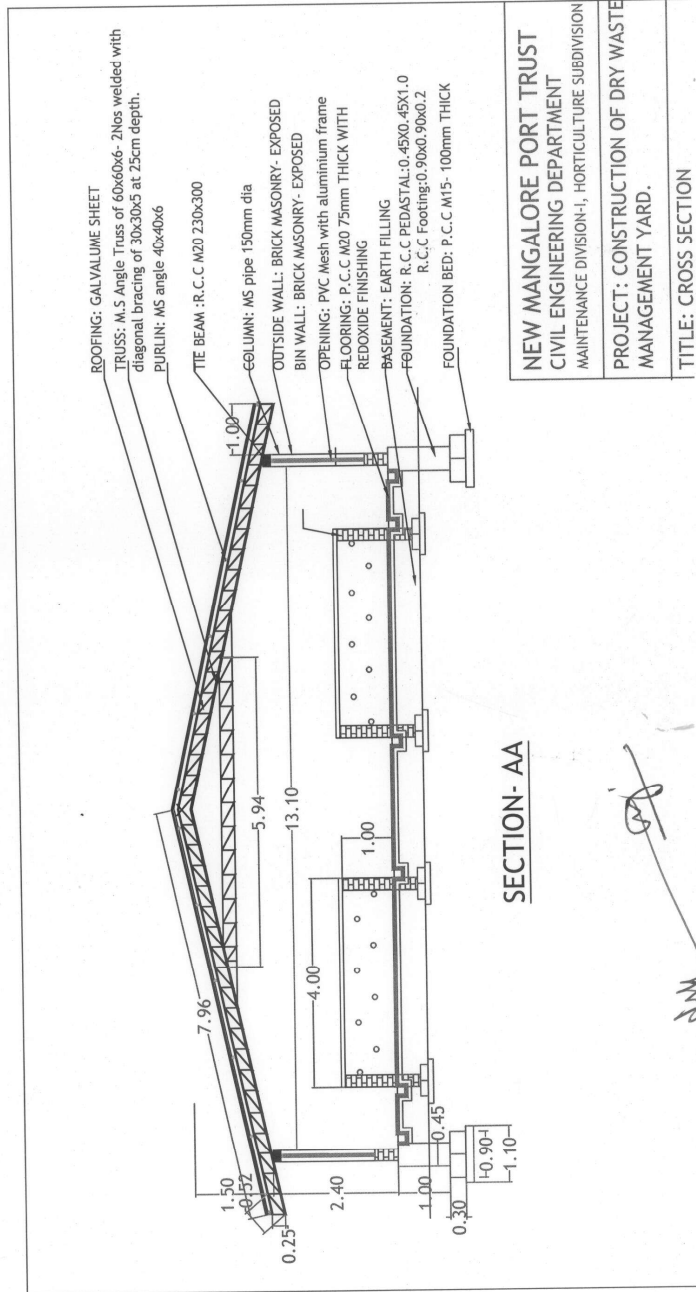 ROOFING: GALVALUME SHEET
TRUSS: M.S Angle Truss of 60x60x6- 2Nos welded with
diagonal bracing of 30x30x5 at 25cm depth.
PURLIN: MS angle 40x40x6
TIE BEAM :R.C.C M20 230x300
COLUMN: MS pipe 150mm dia
OUTSIDE WALL: BRICK MASONRY- EXPOSED
BIN WALL: BRICK MASONRY- EXPOSED
OPENING: PVC Mesh with aluminium frame
FLOORING: P.C.C M20 75mm THICK WITH
REDOXIDE FINISHING
BASEMENT: EARTH FILLING
FOUNDATION: R.C.C PEDASTAL:0.45X0.45X1.0
R.C.C Footing:0.90x0.90x0.2
FOUNDATION BED: P.C.C M15- 100mm THICK
1.00
7.96
5.94
13.10
4.00
1.00
1.50
0.52
0.25
2.40
1.00
0.45
0.30
0.90
1.10
SECTION- AA
NEW MANGALORE PORT TRUST
CIVIL ENGINEERING DEPARTMENT
MAINTENANCE DIVISION-I, HORTICULTURE SUBDIVISION
PROJECT: CONSTRUCTION OF DRY WASTE
MANAGEMENT YARD.
TITLE: CROSS SECTION